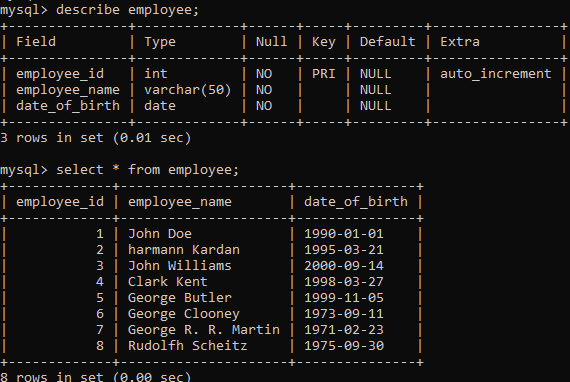 mysql> describe employee;
+---------------+-------------+------+-----+---------+----------------+
| Field         | Type        | Null | Key | Default | Extra          |
+---------------+-------------+------+-----+---------+----------------+
| employee_id   | int         | NO   | PRI | NULL    | auto_increment |
| employee_name | varchar(50) | NO   |     | NULL    |                |
| date_of_birth | date        | NO   |     | NULL    |                |
+---------------+-------------+------+-----+---------+----------------+
3 rows in set (0.01 sec)
mysql> select * from employee;
+-------------+---------------------+---------------+
| employee_id | employee_name       | date_of_birth |
+-------------+---------------------+---------------+
|           1 | John Doe            | 1990-01-01    |
|           2 | harmann Kardan      | 1995-03-21    |
|           3 | John Williams       | 2000-09-14    |
|           4 | Clark Kent          | 1998-03-27    |
|           5 | George Butler       | 1999-11-05    |
|           6 | George Clooney      | 1973-09-11    |
|           7 | George R. R. Martin | 1971-02-23    |
|           8 | Rudolfh Scheitz     | 1975-09-30    |
+-------------+---------------------+---------------+
8 rows in set (0.00 sec)